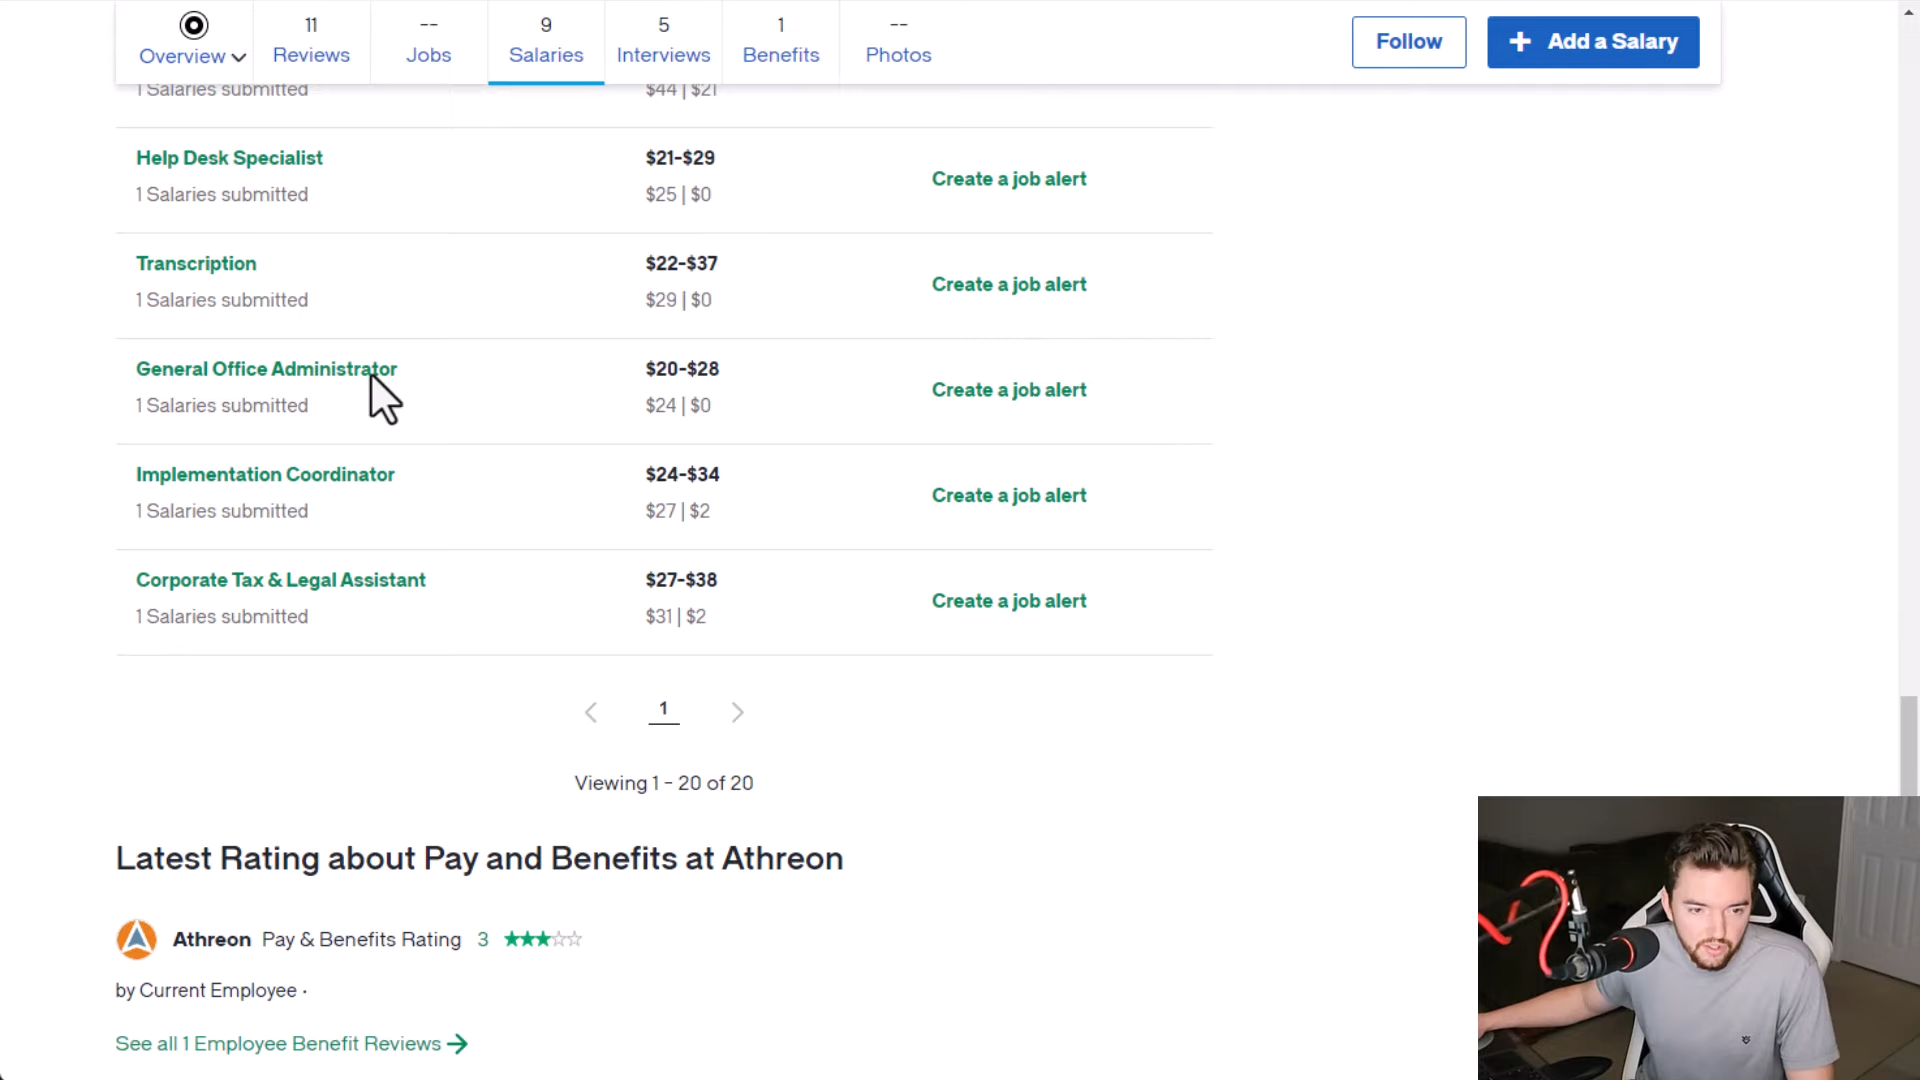 11
--
9
5
1
--
Overview
Reviews
Jobs
Salaries
Interviews
Benefits
Photos
Follow
+ Add a Salary
1 Salaries submitted
$44 | $21
Help Desk Specialist
$21-$29
1 Salaries submitted
$25 | $0
Create a job alert
Transcription
$22-$37
1 Salaries submitted
$29 | $0
Create a job alert
General Office Administrator
$20-$28
1 Salaries submitted
$24 | $0
Create a job alert
Implementation Coordinator
$24-$34
1 Salaries submitted
$27 | $2
Create a job alert
Corporate Tax & Legal Assistant
$27-$38
1 Salaries submitted
$31 | $2
Create a job alert
1
Viewing 1 - 20 of 20
Latest Rating about Pay and Benefits at Athreon
Athreon Pay & Benefits Rating 3 ★★★☆☆
by Current Employee ·
See all 1 Employee Benefit Reviews →